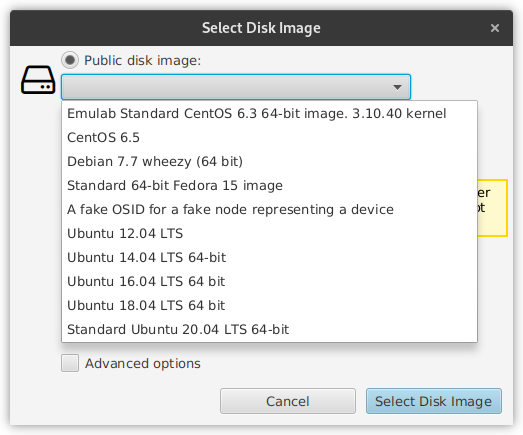 Select Disk Image
Public disk image:
Emulab Standard CentOS 6.3 64-bit image. 3.10.40 kernel
CentOS 6.5
Debian 7.7 wheezy (64 bit)
Standard 64-bit Fedora 15 image
A fake OSID for a fake node representing a device
Ubuntu 12.04 LTS
Ubuntu 14.04 LTS 64-bit
Ubuntu 16.04 LTS 64 bit
Ubuntu 18.04 LTS 64 bit
Standard Ubuntu 20.04 LTS 64-bit
Advanced options
Cancel
Select Disk Image